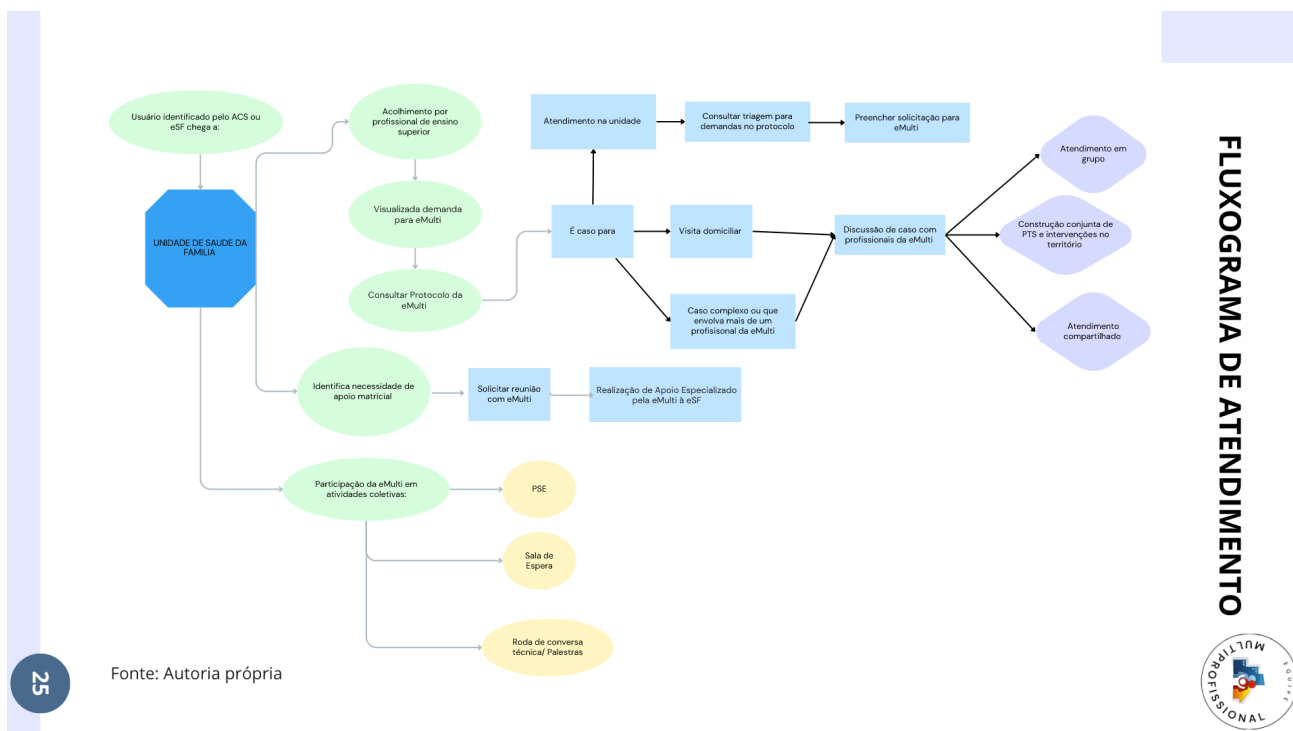 FLUXOGRAMA DE ATENDIMENTO
Usuário identificado pelo ACS ou
eSF chega a:
UNIDADE DE SAUDE DA
FAMILIA
Acolhimento por
profissional de ensino
superior
Visualizada demanda
para eMulti
Consultar Protocolo da
eMulti
É caso para
Atendimento na unidade
Consultar triagem para
demandas no protocolo
Preencher solicitação para
eMulti
Visita domiciliar
Caso complexo ou que
envolva mais de um
profisisonal da eMulti
Discussão de caso com
profissionais da eMulti
Atendimento em
grupo
Construção conjunta de
PTS e intervenções no
território
Atendimento
compartilhado
Identifica necessidade de
apoio matricial
Solicitar reunião
com eMulti
Realização de Apoio Especializado
pela eMulti à eSF
Participação da eMulti em
atividades coletivas:
PSE
Sala de
Espera
Roda de conversa
técnica/ Palestras
Fonte: Autoria própria
25
EQUIPE
MULTIPROFISSIONAL